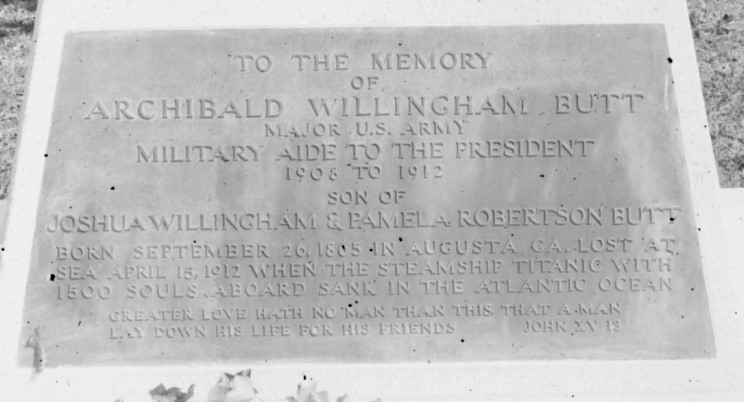 TO THE MEMORY
OF
ARCHIBALD WILLINGHAM BUTT
MAJOR U.S. ARMY
MILITARY AIDE TO THE PRESIDENT
1908 TO 1912
SON OF
JOSHUA WILLINGHAM & PAMELA ROBERTSON BUTT
BORN SEPTEMBER 26, 1865 IN AUGUSTA, GA. LOST AT
SEA APRIL 15, 1912 WHEN THE STEAMSHIP TITANIC WITH
1500 SOULS ABOARD SANK IN THE ATLANTIC OCEAN
GREATER LOVE HATH NO MAN THAN THIS THAT A MAN
LAY DOWN HIS LIFE FOR HIS FRIENDS JOHN XV 13